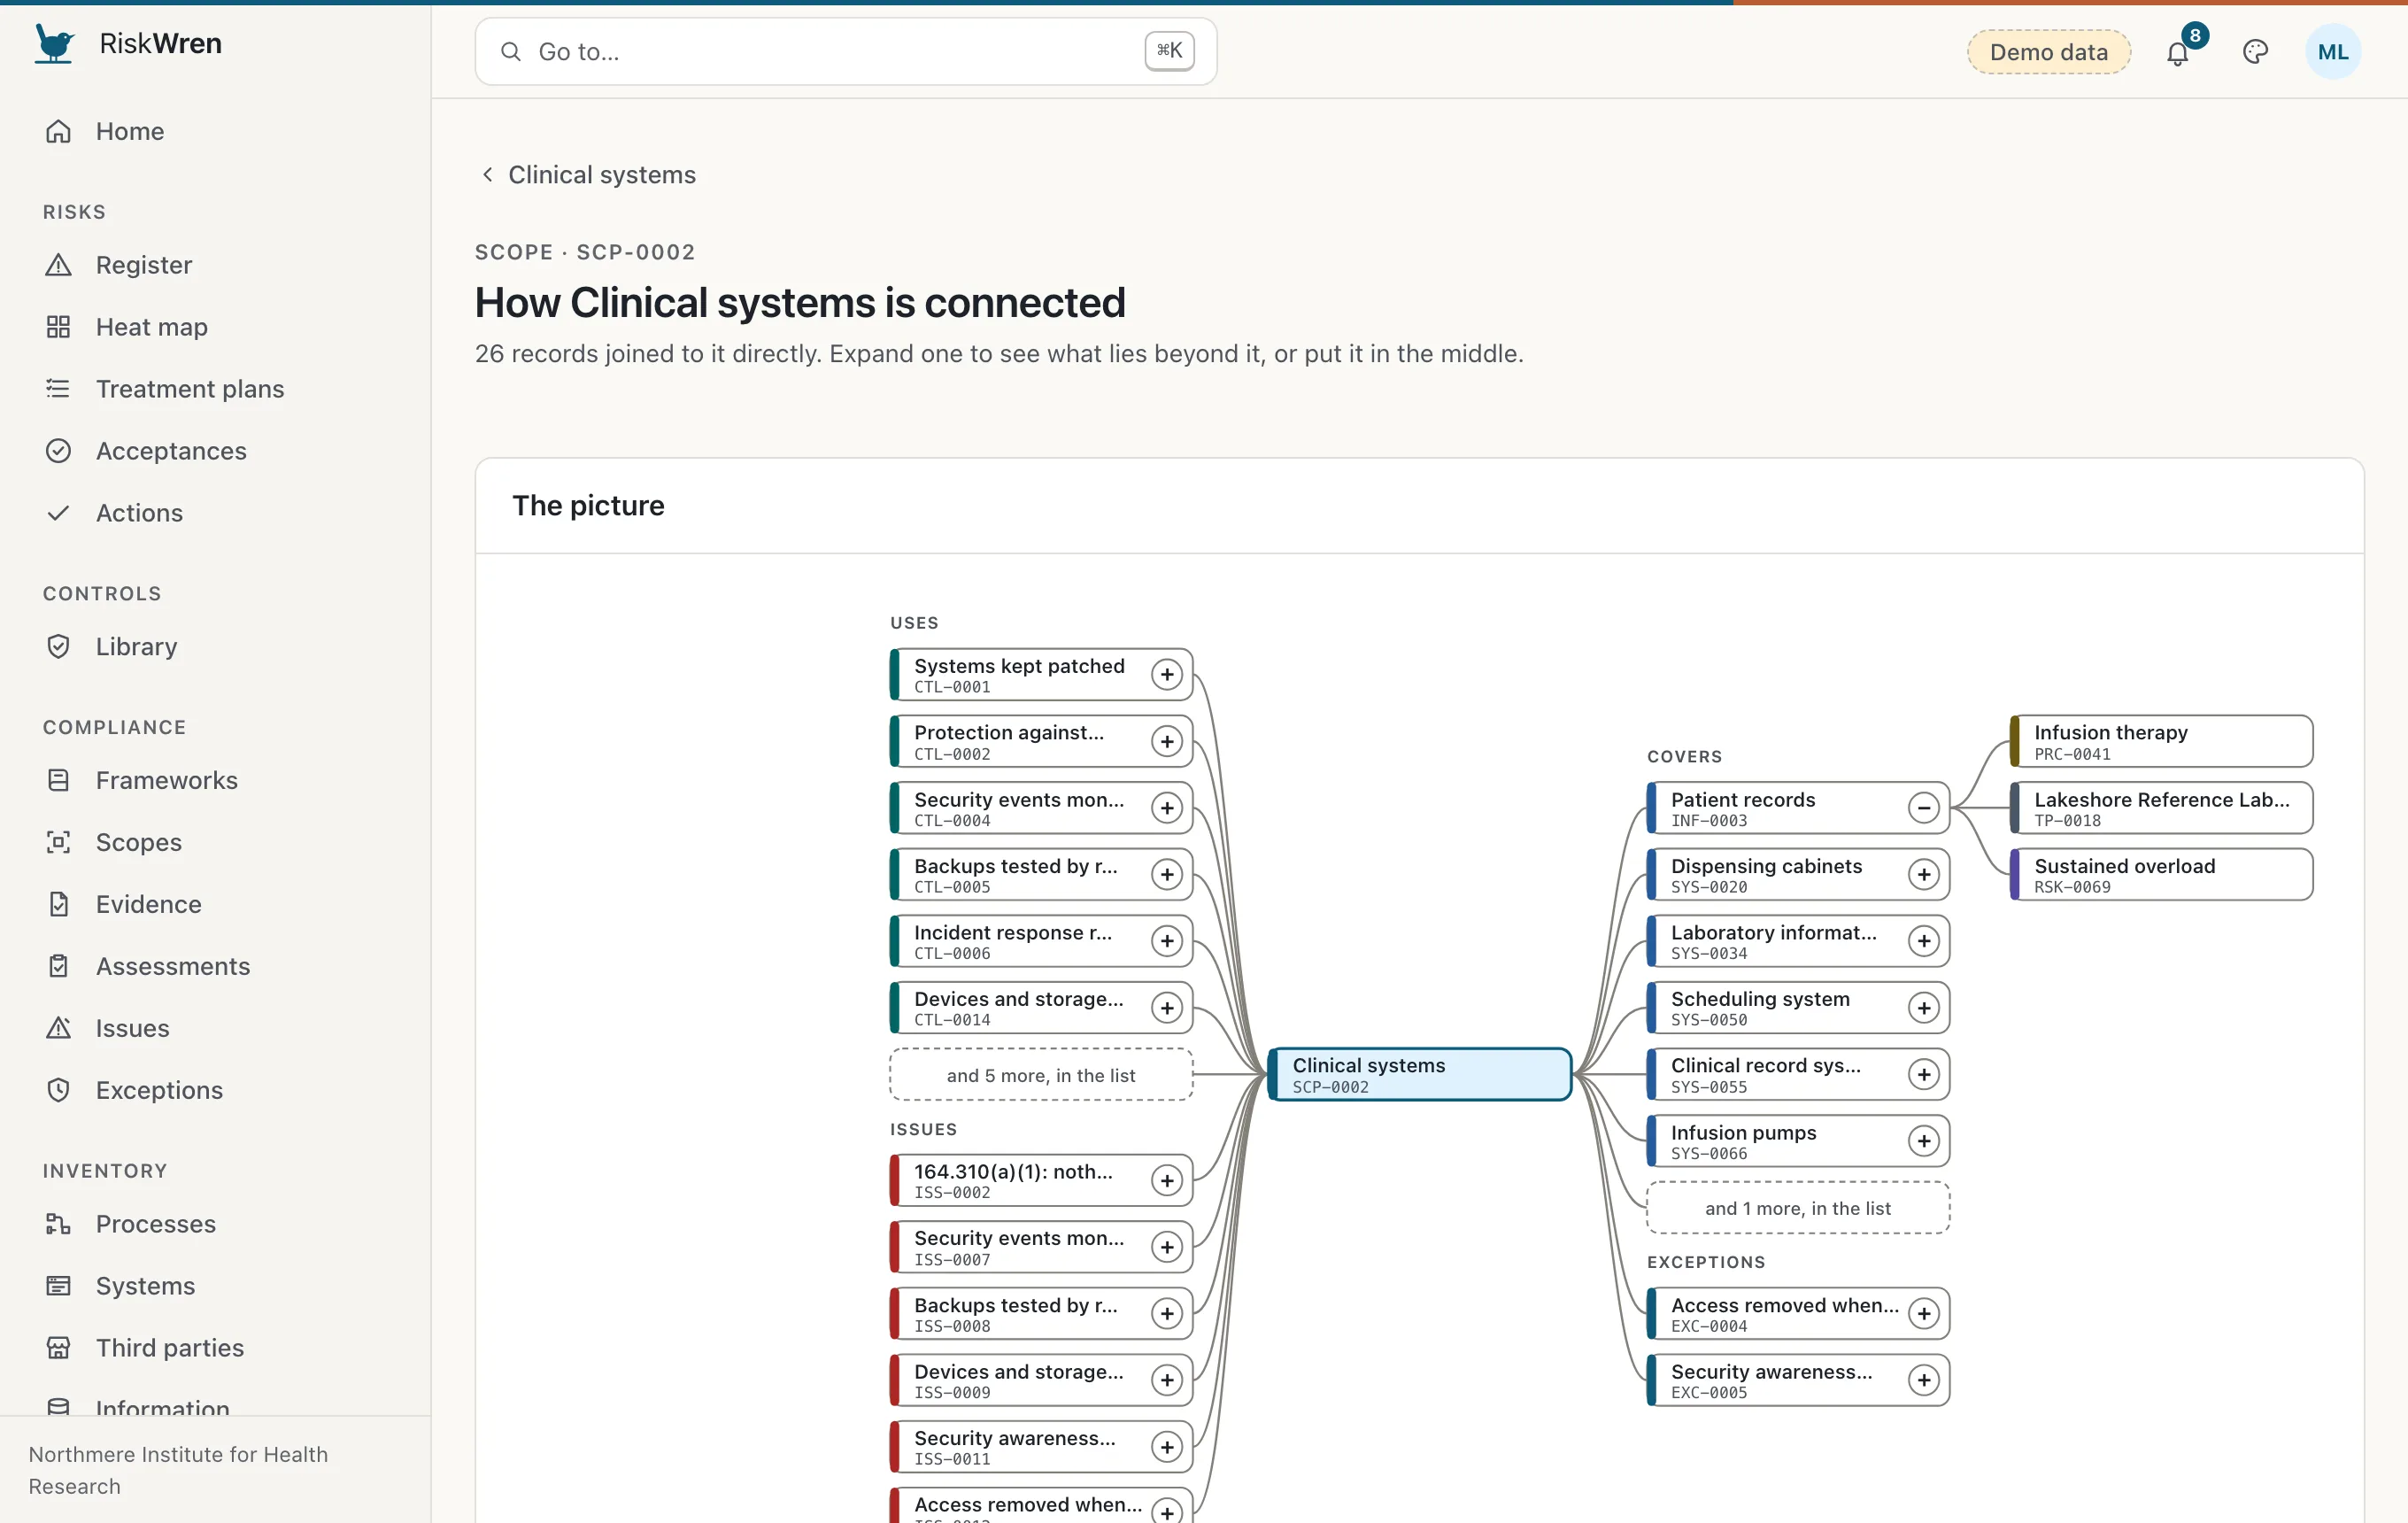 RiskWren
Go to...
⌘K
Demo data
8
ML
Home
RISKS
Register
Heat map
Treatment plans
Acceptances
Actions
CONTROLS
Library
COMPLIANCE
Frameworks
Scopes
Evidence
Assessments
Issues
Exceptions
INVENTORY
Processes
Systems
Third parties
Information
Northmere Institute for Health
Research
Clinical systems
SCOPE · SCP-0002
How Clinical systems is connected
26 records joined to it directly. Expand one to see what lies beyond it, or put it in the middle.
The picture
USES
Systems kept patched
CTL-0001
Protection against...
CTL-0002
Security events mon...
CTL-0004
Backups tested by r...
CTL-0005
Incident response r...
CTL-0006
Devices and storage...
CTL-0014
and 5 more, in the list
ISSUES
164.310(a)(1): noth...
ISS-0002
Security events mon...
ISS-0007
Backups tested by r...
ISS-0008
Devices and storage...
ISS-0009
Security awareness...
ISS-0011
Access removed when...
Clinical systems
SCP-0002
COVERS
Patient records
INF-0003
Dispensing cabinets
SYS-0020
Laboratory informat...
SYS-0034
Scheduling system
SYS-0050
Clinical record sys...
SYS-0055
Infusion pumps
SYS-0066
and 1 more, in the list
EXCEPTIONS
Access removed when...
EXC-0004
Security awareness...
EXC-0005
Infusion therapy
PRC-0041
Lakeshore Reference Lab...
TP-0018
Sustained overload
RSK-0069